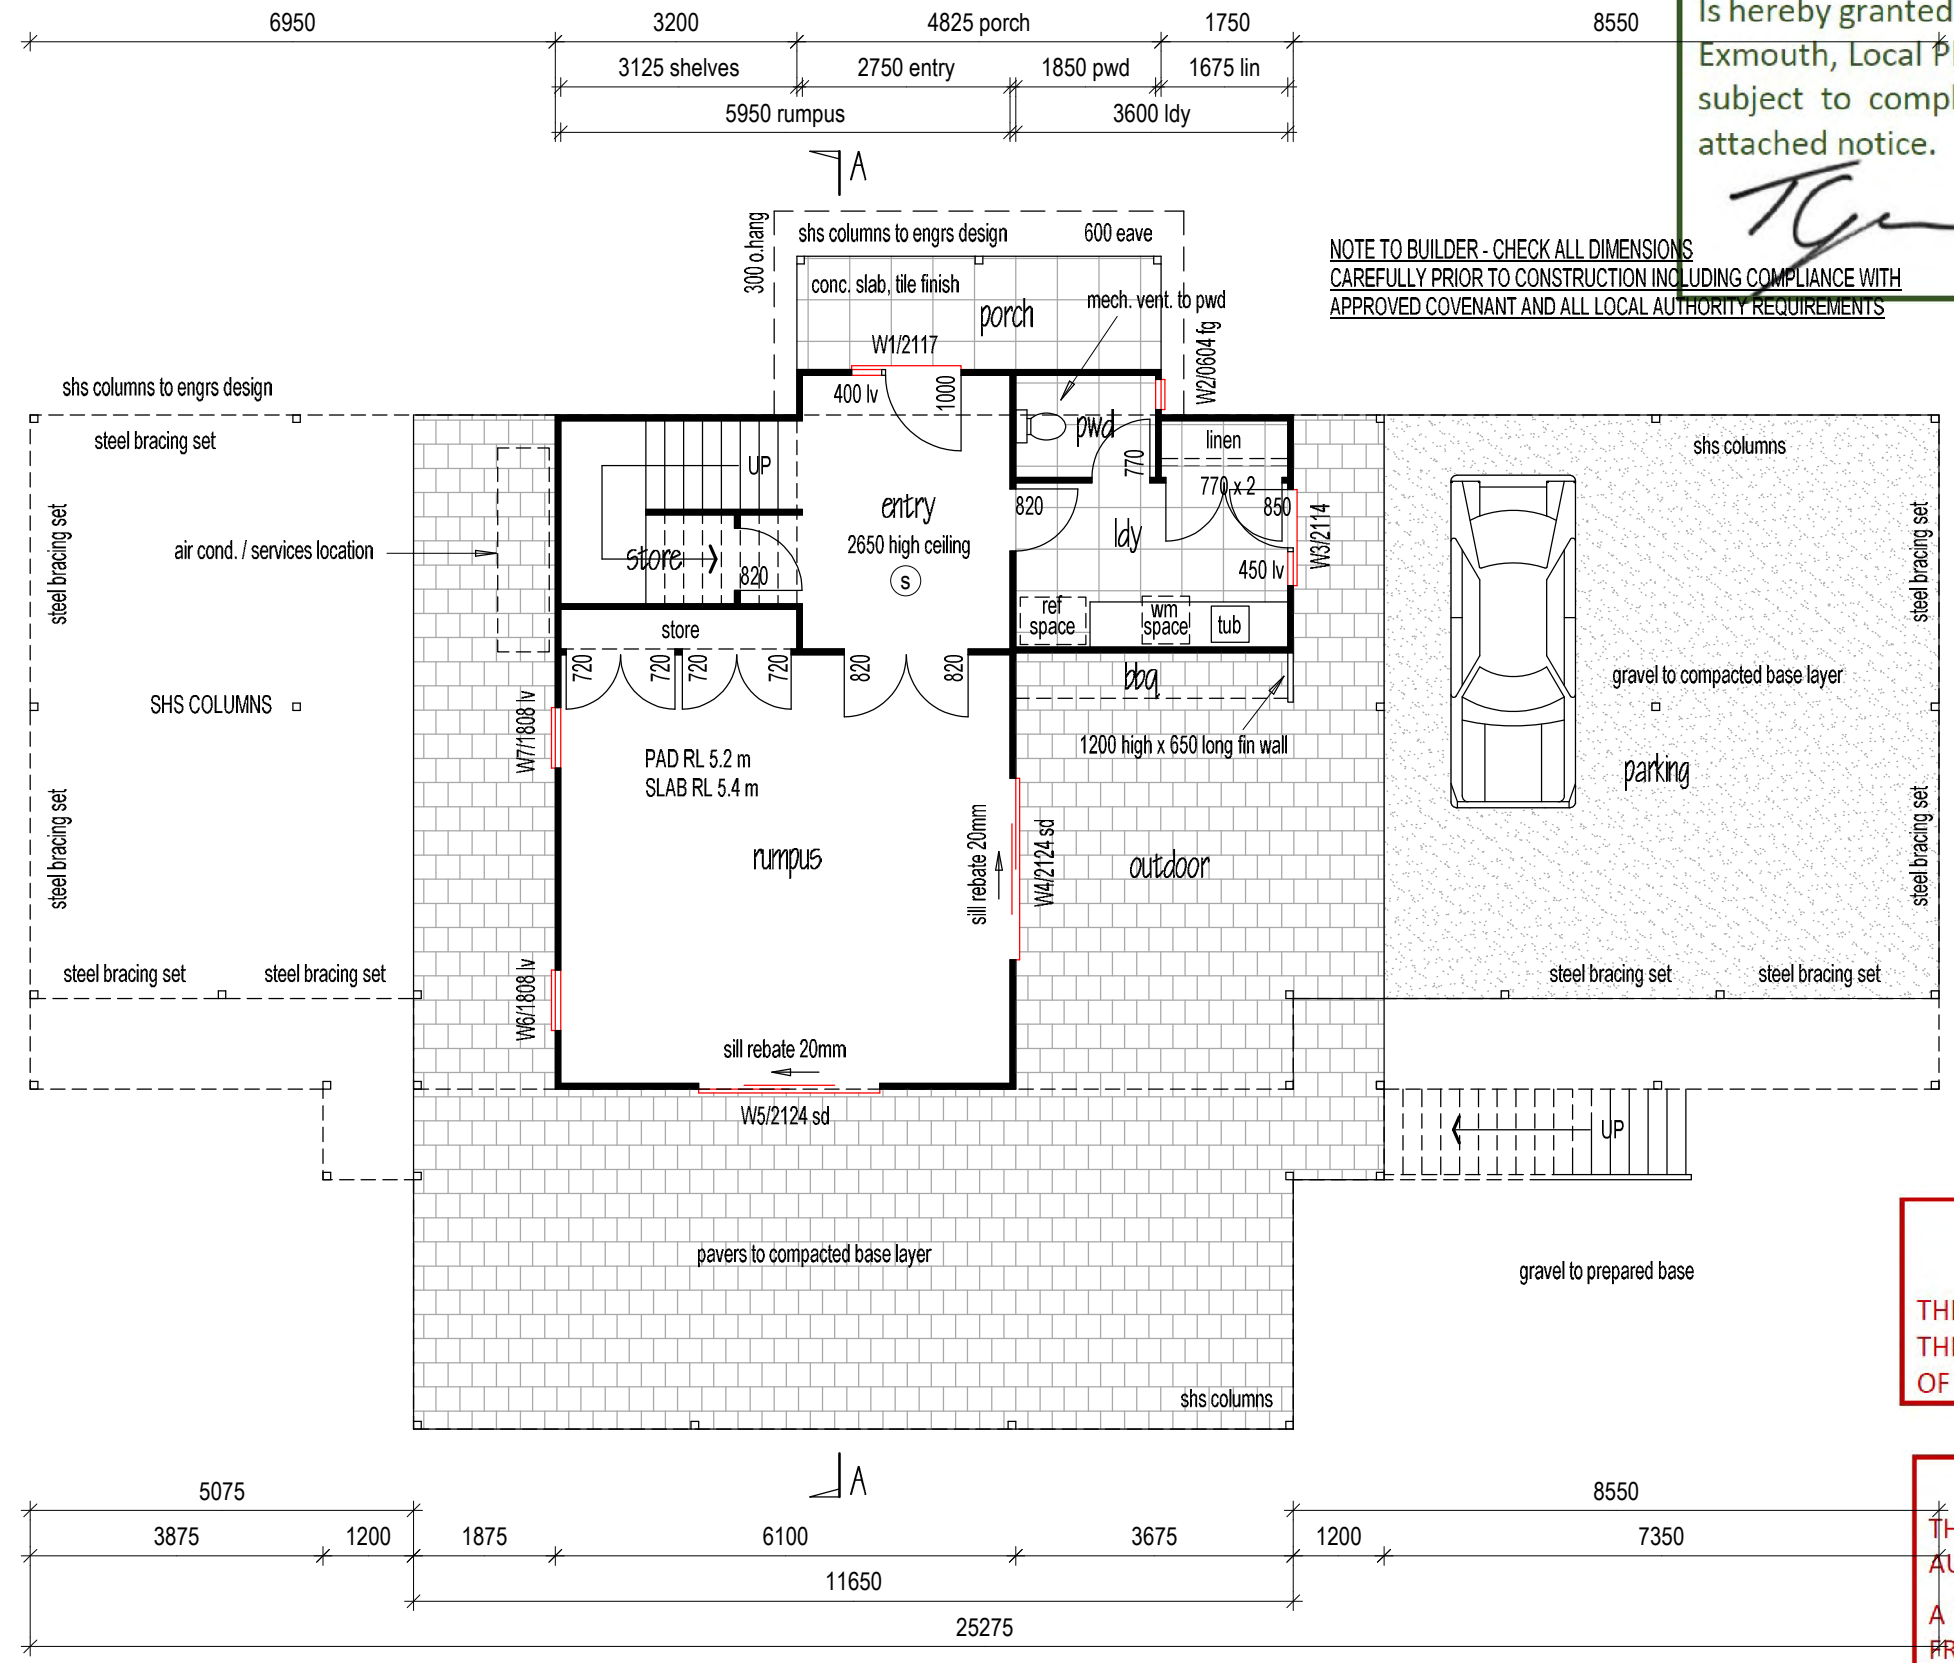 6950
3200
4825 porch
1750
8550
3125 shelves
2750 entry
1850 pwd
1675 lin
5950 rumpus
3600 ldy
Is hereby granted
Exmouth, Local
subject to
attached notice.
A
300 o.hang
shs columns to engrs design
600 eave
conc. slab, tile finish
porch
mech. vent. to pwd
NOTE TO BUILDER - CHECK ALL DIMENSIONS
CAREFULLY PRIOR TO CONSTRUCTION INCLUDING COMPLIANCE WITH
APPROVED COVENANT AND ALL LOCAL AUTHORITY REQUIREMENTS
W1/2117
W2/0604 fg
400 lv
1000
shs columns to engrs design
steel bracing set
steel bracing set
air cond. / services location
UP
store
820
entry
2650 high ceiling
S
pwd
770
linen
770 x 2
850
820
ldy
W3/2114
450 lv
ref
space
wm
space
tub
shs columns
steel bracing set
store
720
720
720
720
820
820
bbq
1200 high x 650 long fin wall
gravel to compacted base layer
parking
SHS COLUMNS
W7/1808 lv
PAD RL 5.2 m
SLAB RL 5.4 m
rumpus
sill rebate 20mm
W4/2124 sd
outdoor
steel bracing set
steel bracing set
steel bracing set
steel bracing set
W6/1808 lv
sill rebate 20mm
W5/2124 sd
steel bracing set
steel bracing set
UP
pavers to compacted base layer
gravel to prepared base
shs columns
OF
A
5075
8550
3875
1200
1875
6100
3675
1200
7350
11650
25275
A